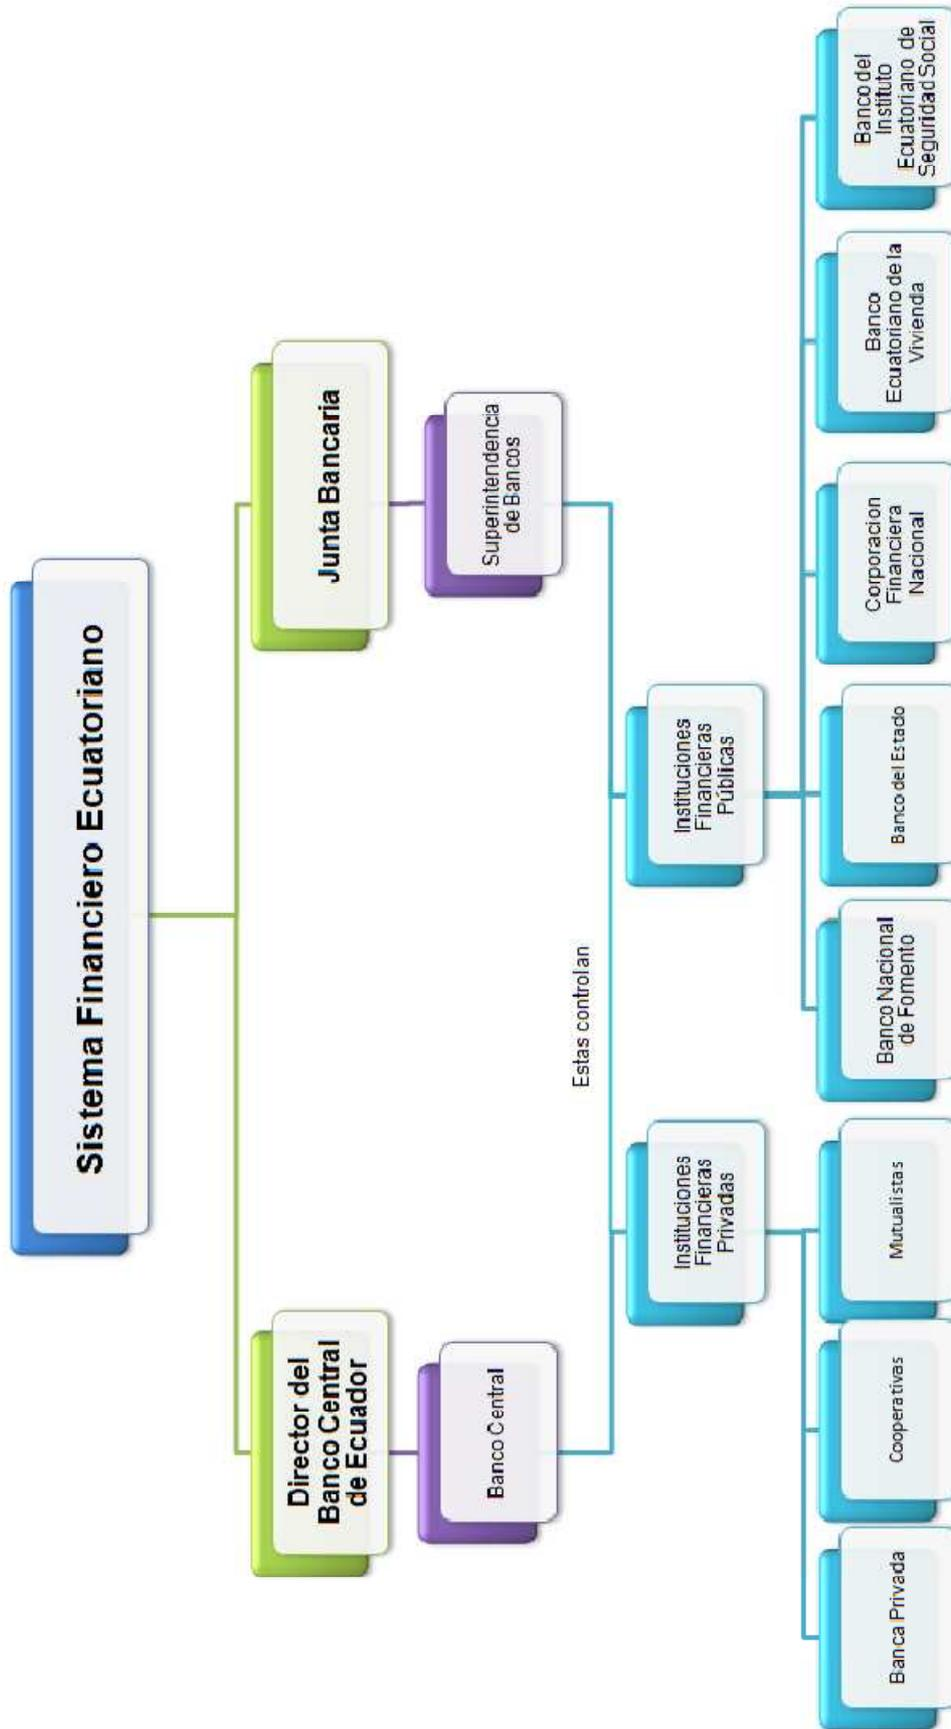 Sistema Financiero Ecuatoriano
Director del
Banco Central
de Ecuador
Junta Bancaria
Banco Central
Superintendencia
de Bancos
Estas controlan
Instituciones
Financieras
Privadas
Instituciones
Financieras
Públicas
Banca Privada
Cooperativas
Mutualistas
Banco Nacional
de Fomento
Banco del Estado
Corporacion
Financiera
Nacional
Banco
Ecuatoriano de la
Vivienda
Banco del
Instituto
Ecuatoriano de
Seguridad Social